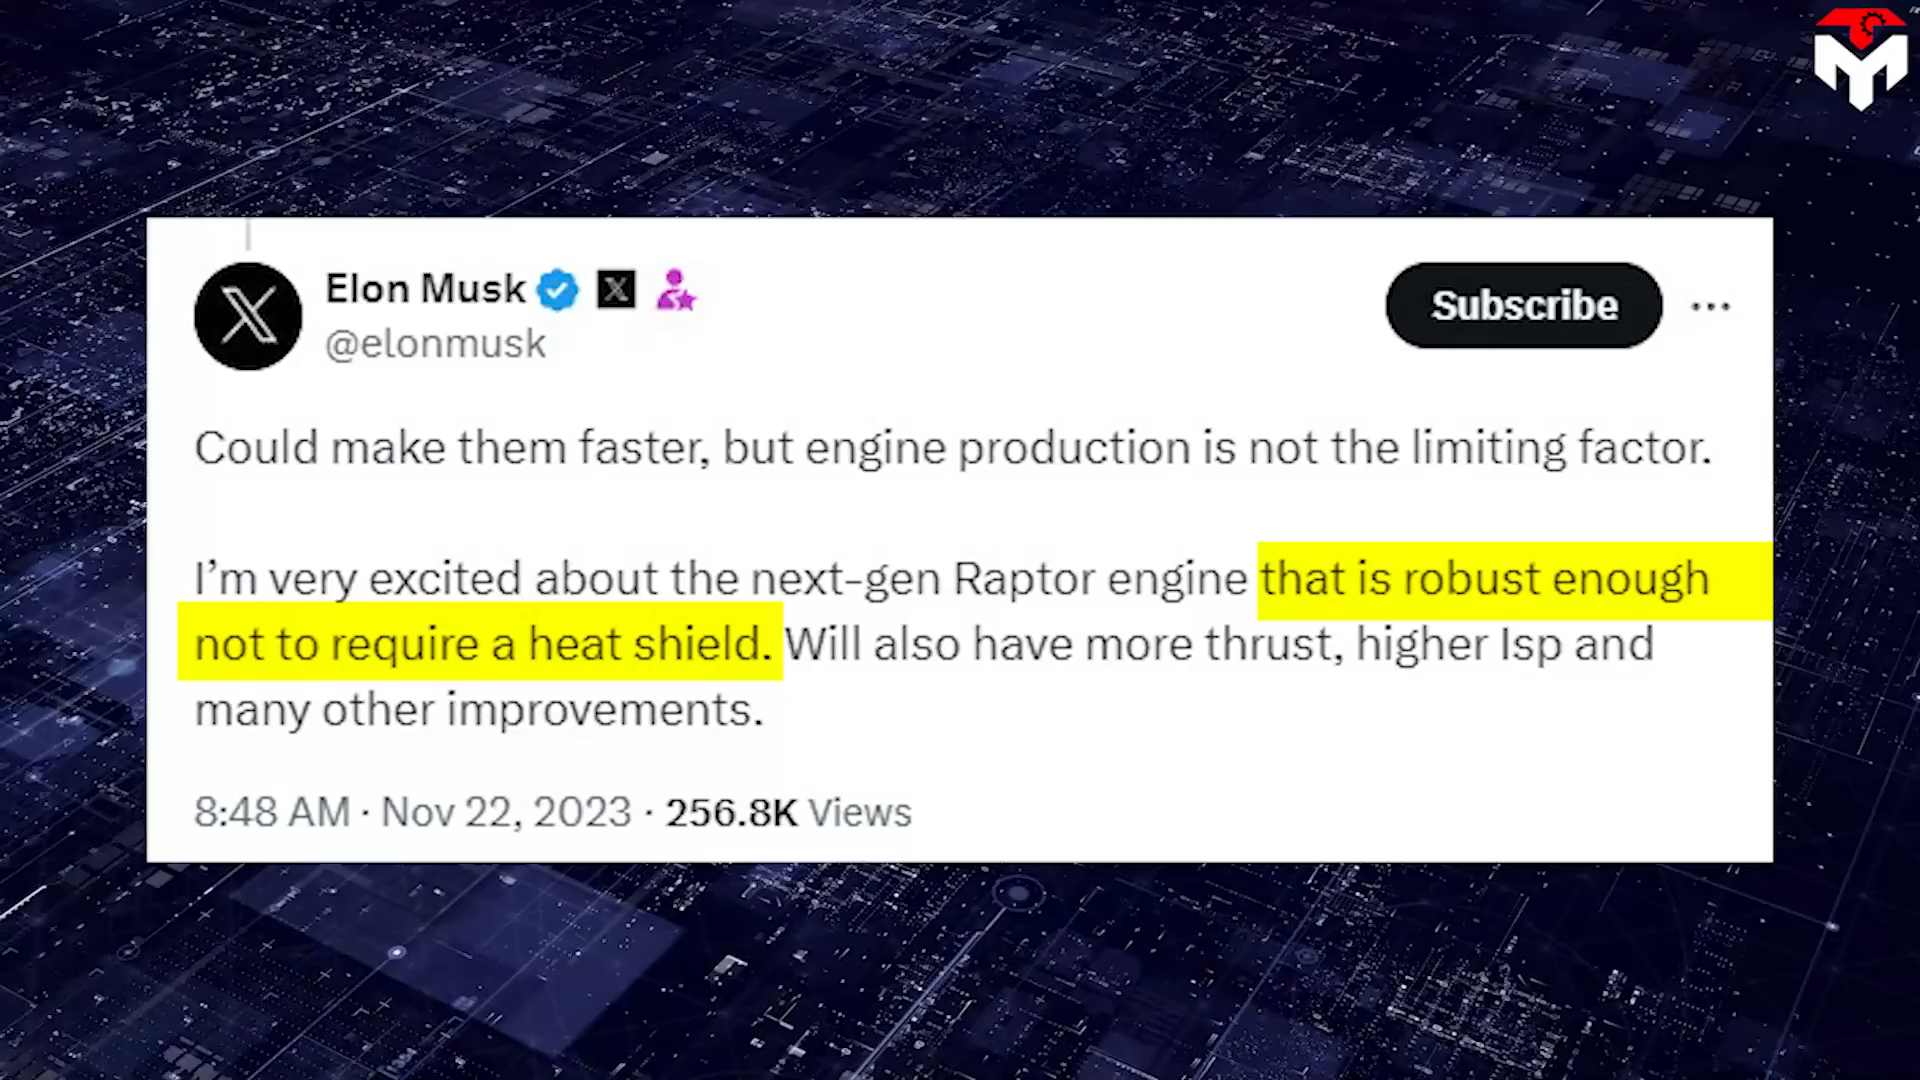 Elon Musk
@elonmusk
Subscribe
Could make them faster, but engine production is not the limiting factor.
I’m very excited about the next-gen Raptor engine that is robust enough
not to require a heat shield. Will also have more thrust, higher Isp and
many other improvements.
8:48 AM · Nov 22, 2023 · 256.8K Views